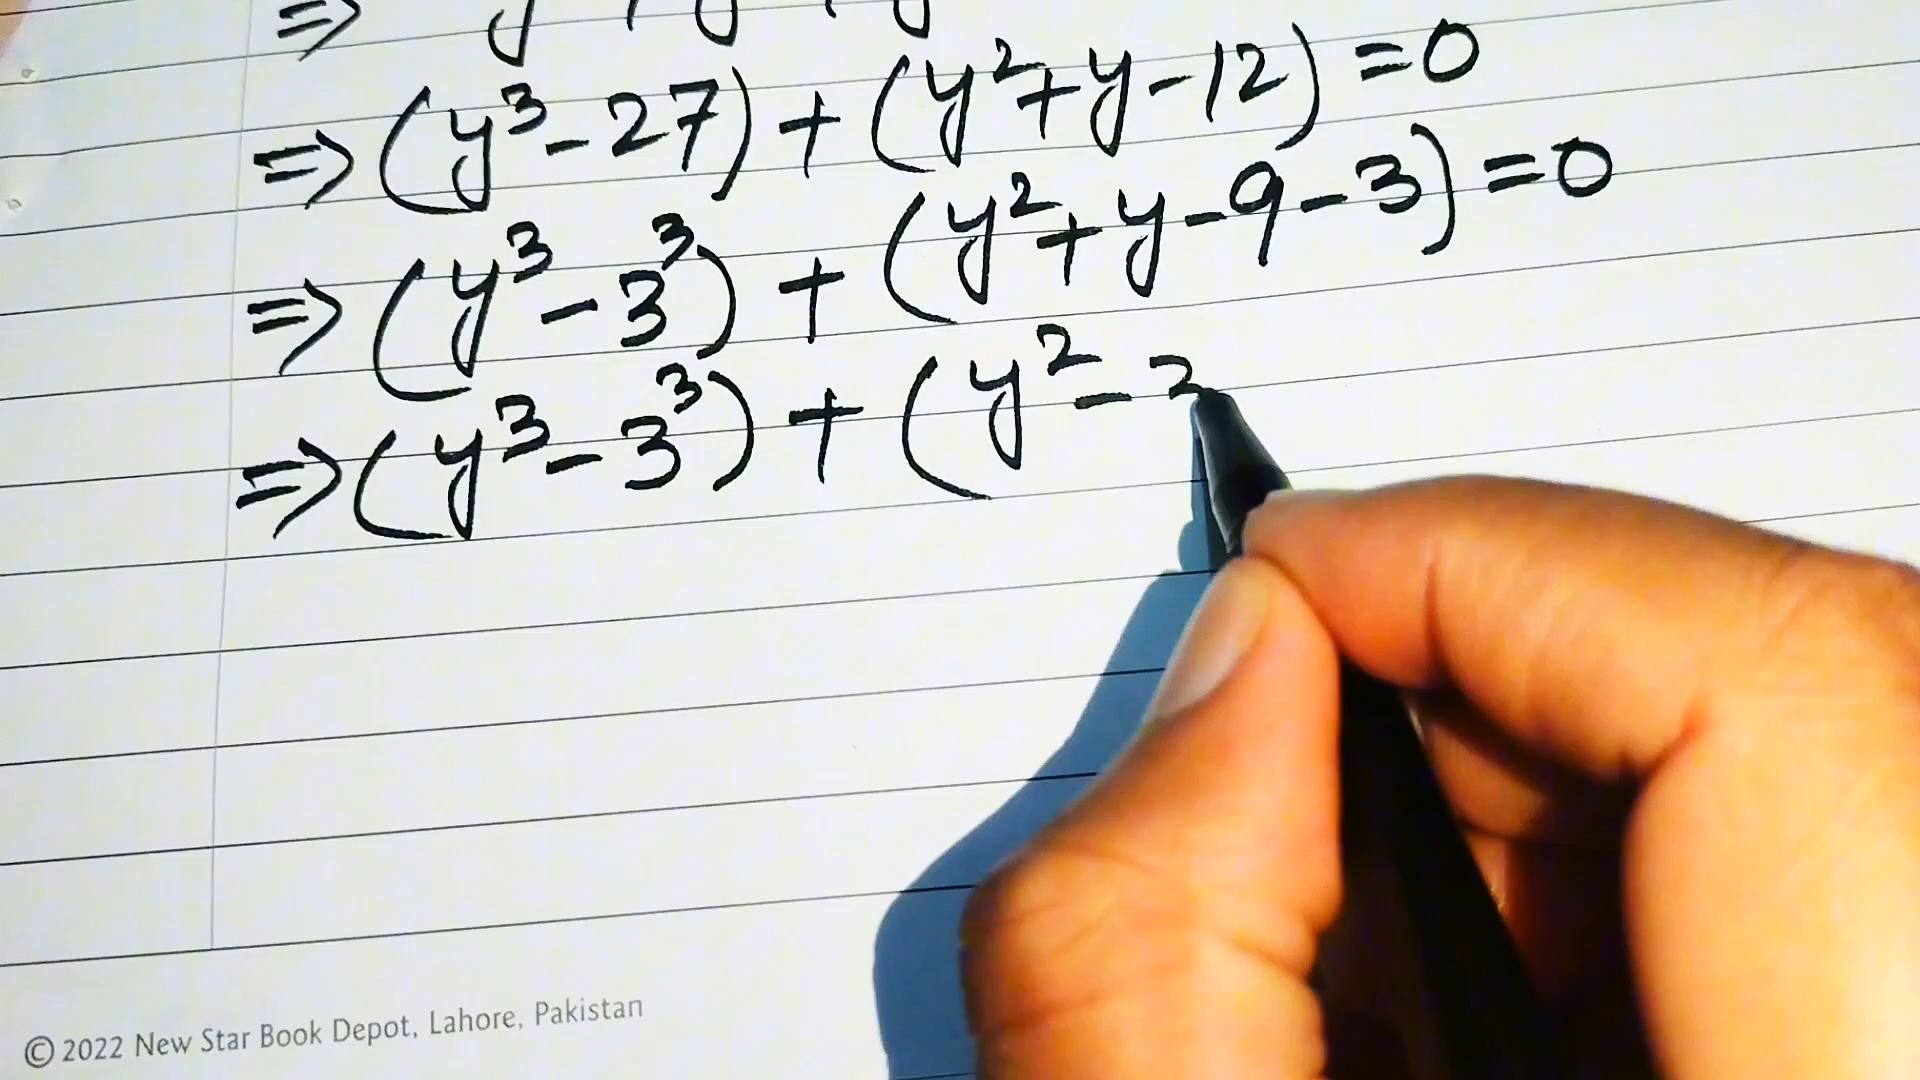 => (y³-27)+(y²+y-12)=0
=> (y³-3³)+(y²+y-9-3)=0
=> (y³-3³)+(y²-
© 2022 New Star Book Depot, Lahore, Pakistan